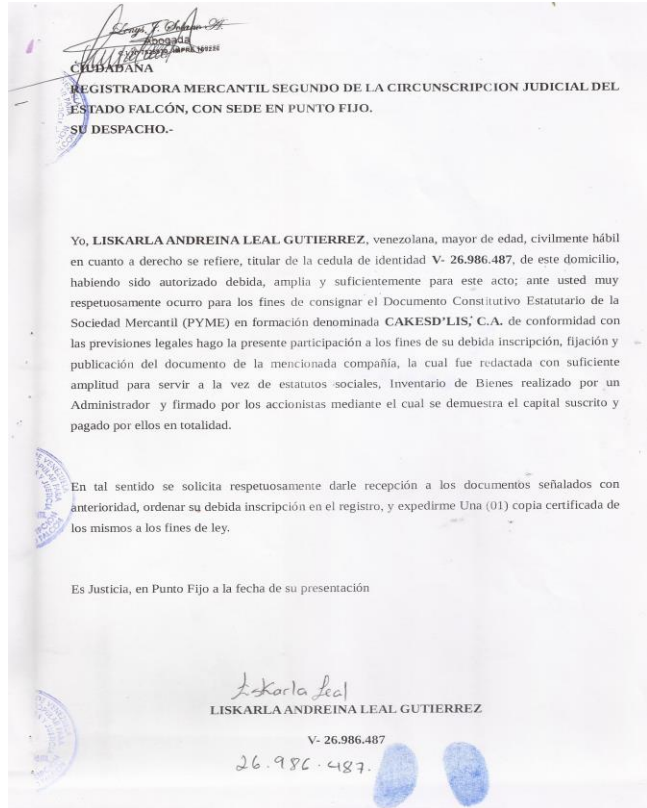 Abogada
CIUDADANA
REGISTRADORA MERCANTIL SEGUNDO DE LA CIRCUNSCRIPCION JUDICIAL DEL
ESTADO FALCÓN, CON SEDE EN PUNTO FIJO.
SU DESPACHO.-
Yo, LISKARLA ANDREINA LEAL GUTIERREZ, venezolana, mayor de edad, civilmente hábil
en cuanto a derecho se refiere, titular de la cedula de identidad V- 26.986.487, de este domicilio,
habiendo sido autorizado debida, amplia y suficientemente para este acto; ante usted muy
respetuosamente ocurro para los fines de consignar el Documento Constitutivo Estatutario de la
Sociedad Mercantil (PYME) en formación denominada CAKESD’LIS, C.A. de conformidad con
las previsiones legales hago la presente participación a los fines de su debida inscripción, fijación y
publicación del documento de la mencionada compañía, la cual fue redactada con suficiente
amplitud para servir a la vez de estatutos sociales, Inventario de Bienes realizado por un
Administrador y firmado por los accionistas mediante el cual se demuestra el capital suscrito y
pagado por ellos en totalidad.
En tal sentido se solicita respetuosamente darle recepción a los documentos señalados con
anterioridad, ordenar su debida inscripción en el registro, y expedirme Una (01) copia certificada de
los mismos a los fines de ley.
Es Justicia, en Punto Fijo a la fecha de su presentación
Liskarla Leal
LISKARLA ANDREINA LEAL GUTIERREZ
V- 26.986.487
26.986.487.